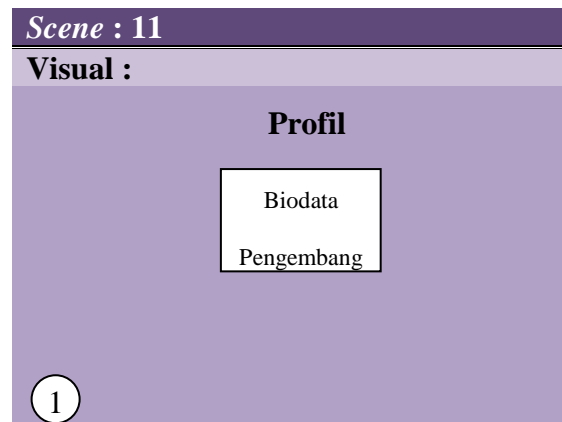 Scene : 11
Visual :
Profil
Biodata
Pengembang
1